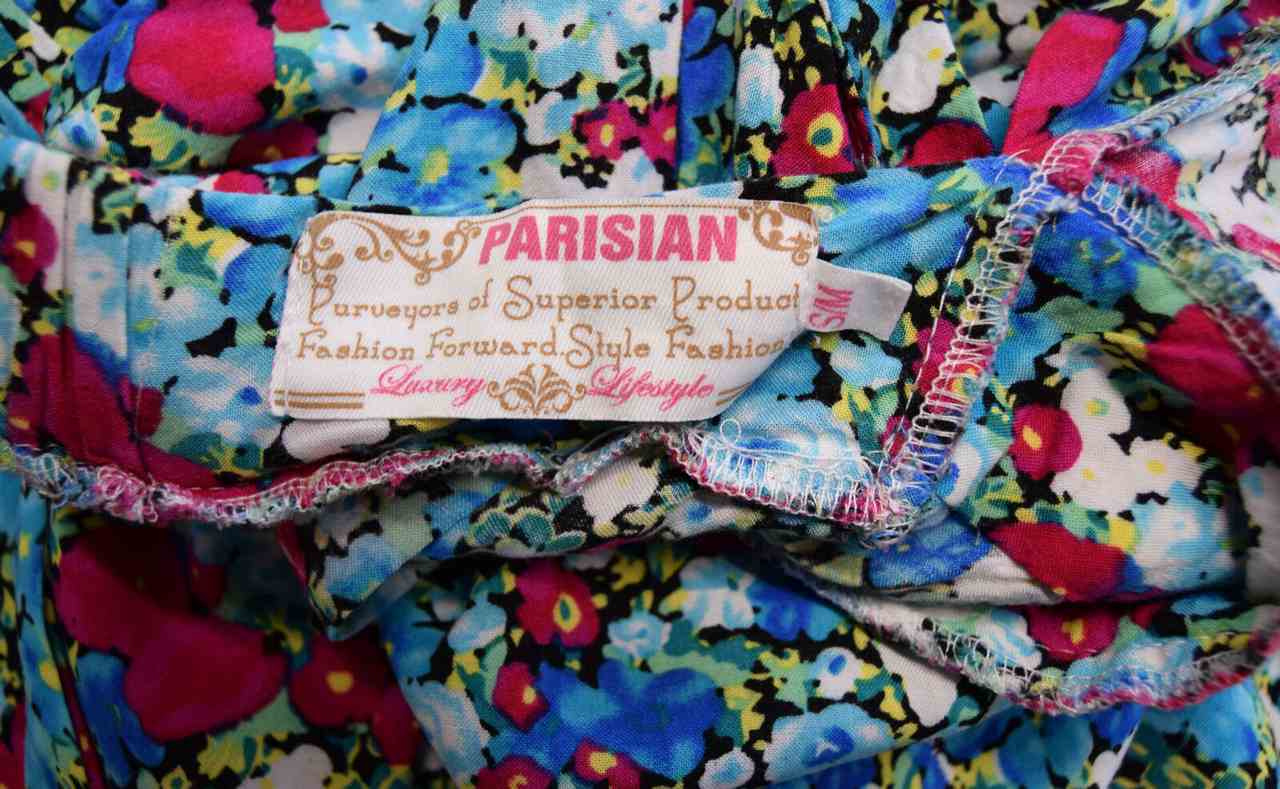 PARISIAN
Purveyors of Superior Product
Fashion Forward.Style Fashion
Luxury Lifestyle
S/M